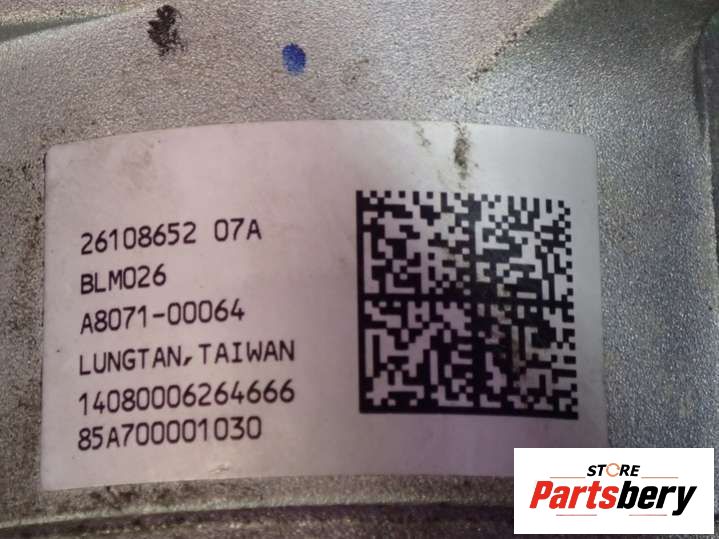 26108652 07A
BLM026
A8071-00064
LUNGTAN, TAIWAN
14080006264666
85A700001030
STORE
Partsbery